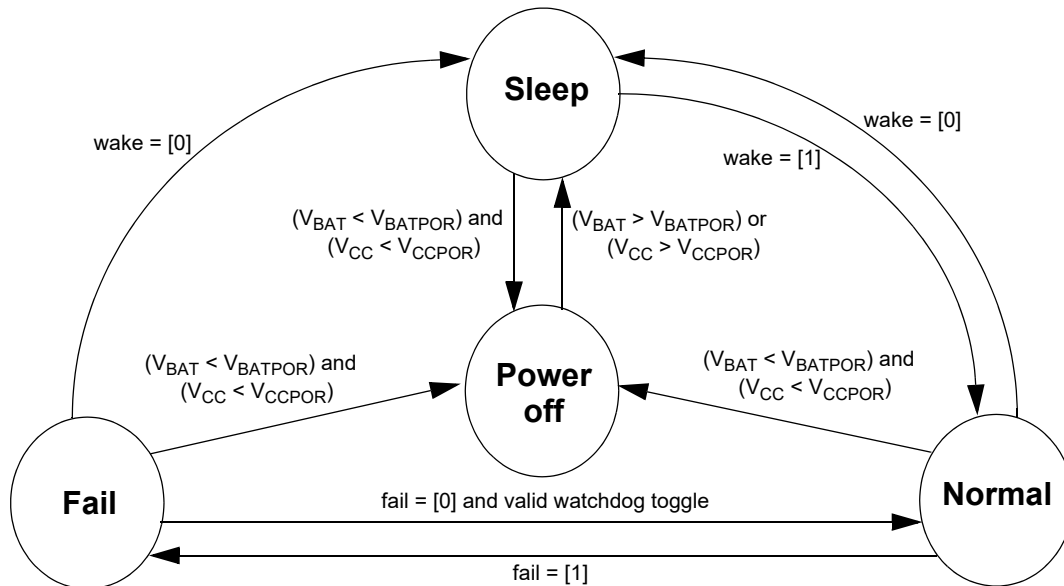 Sleep
wake = [0]
wake = [0]
wake = [1]
(VBAT < VBATPOR) and
(VCC < VCCPOR)
(VBAT > VBATPOR) or
(VCC > VCCPOR)
(VBAT < VBATPOR) and
(VCC < VCCPOR)
Power
off
(VBAT < VBATPOR) and
(VCC < VCCPOR)
Fail
Normal
fail = [0] and valid watchdog toggle
fail = [1]